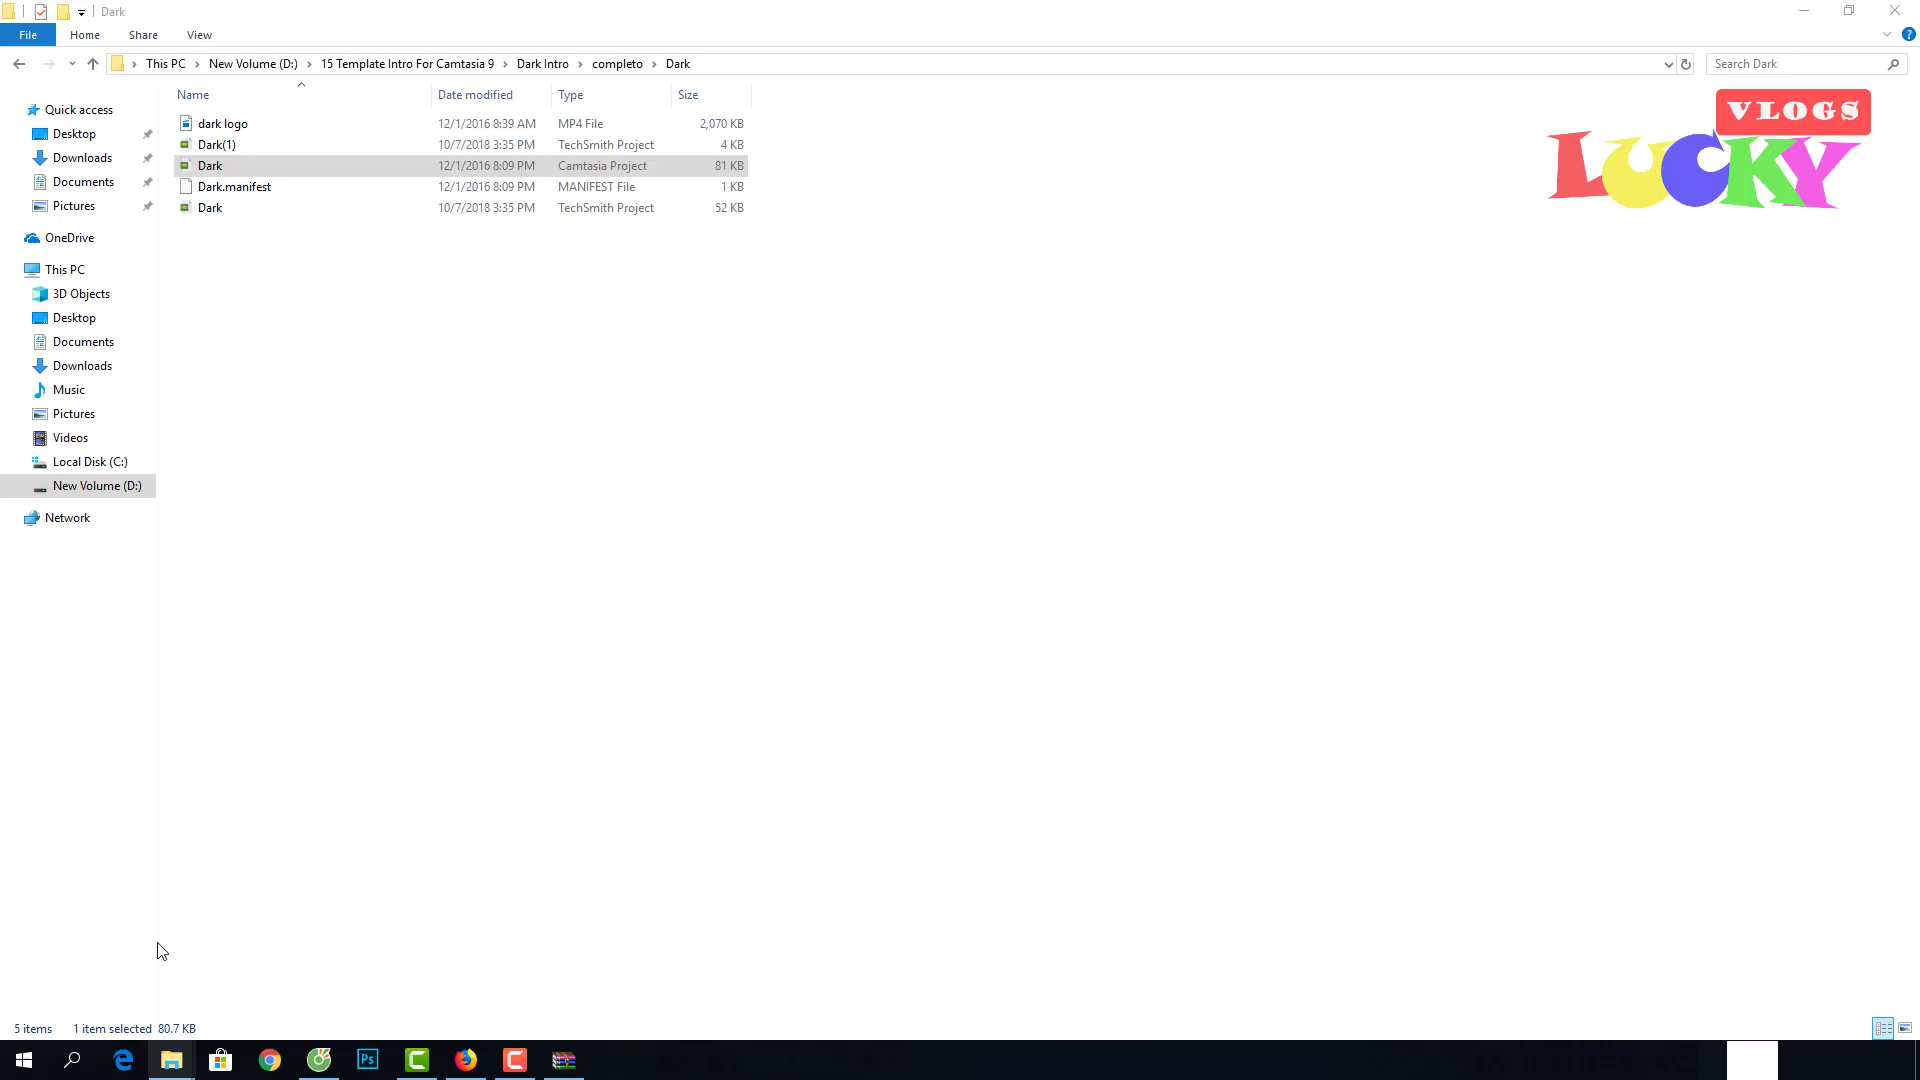 Dark
File Home Share View
This PC New Volume (D:) 15 Template Intro For Camtasia 9 Dark Intro completo Dark
Search Dark
Name Date modified Type Size
dark logo 12/1/2016 8:39 AM MP4 File 2,070 KB
Dark(1) 10/7/2018 3:35 PM TechSmith Project 4 KB
Dark 12/1/2016 8:09 PM Camtasia Project 81 KB
Dark.manifest 12/1/2016 8:09 PM MANIFEST File 1 KB
Dark 10/7/2018 3:35 PM TechSmith Project 52 KB
VLOGS
LUCKY
Quick access
Desktop
Downloads
Documents
Pictures
OneDrive
This PC
3D Objects
Desktop
Documents
Downloads
Music
Pictures
Videos
Local Disk (C:)
New Volume (D:)
Network
5 items 1 item selected 80.7 KB
Ps